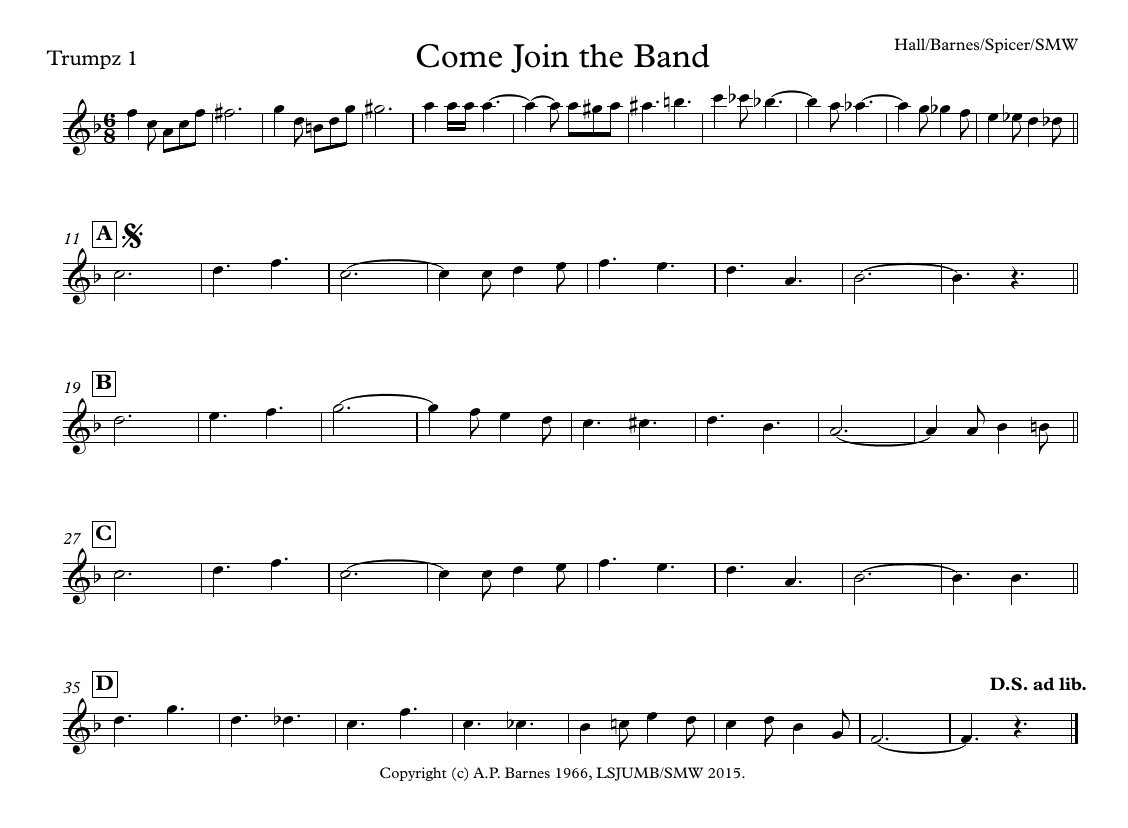 Trumpz 1
Come Join the Band
Hall/Barnes/Spicer/SMW
6
8
11
A
19
B
27
C
35
D
D.S. ad lib.
Copyright (c) A.P. Barnes 1966, LSJUMB/SMW 2015.